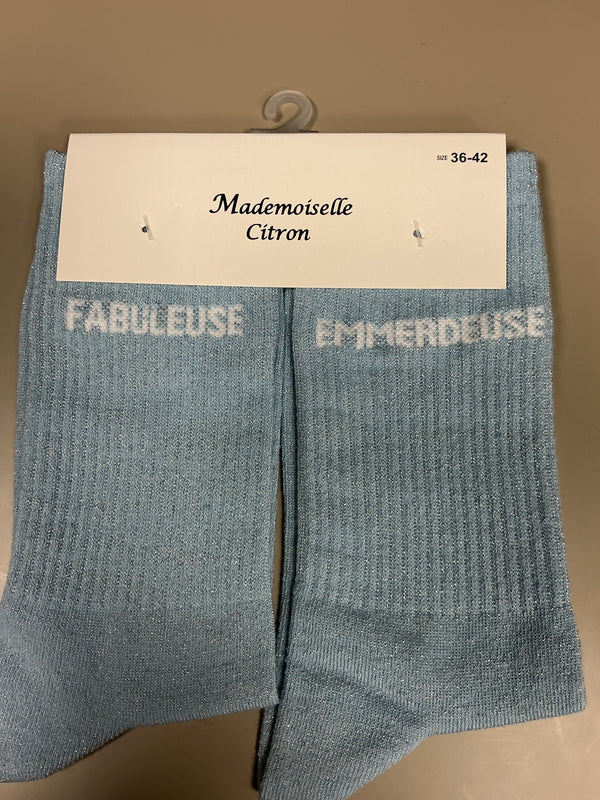 SIZE 36-42
Mademoiselle
Citron
FABULEUSE
EMMERDEUSE